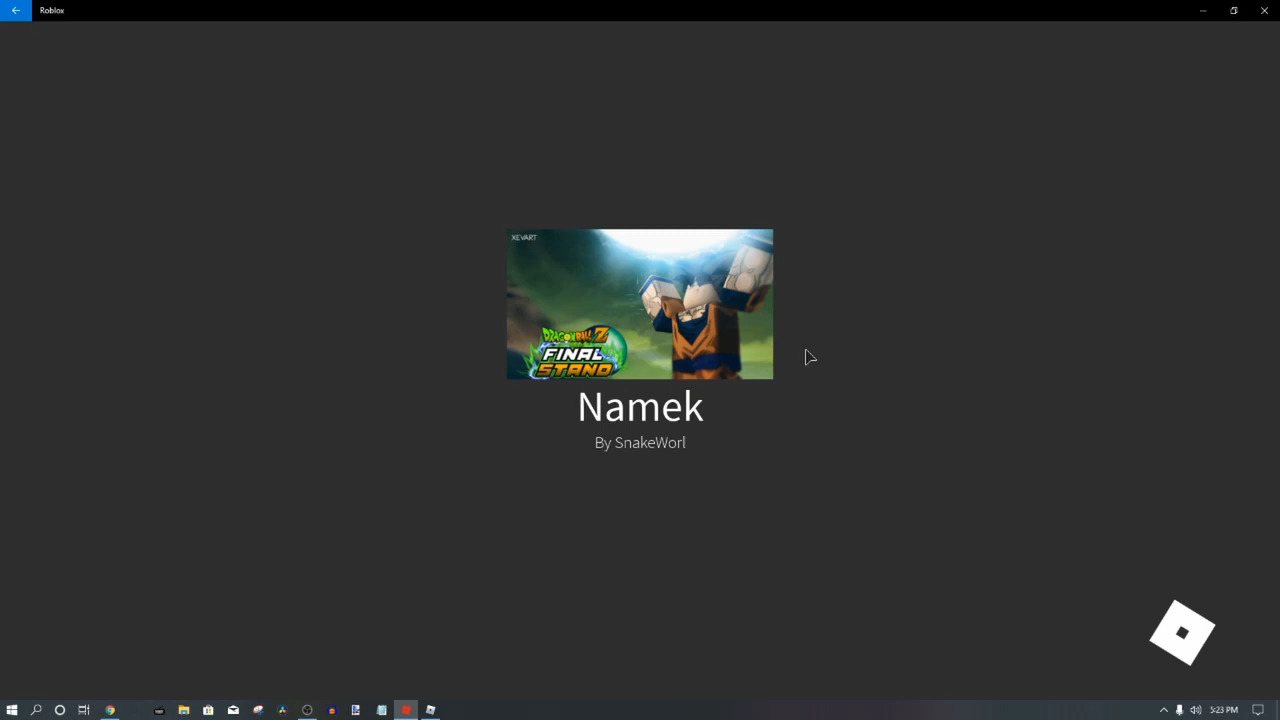 Roblox
XEVART
DRAGON BALL Z
FINAL
STAND
Namek
By SnakeWorl
5:23 PM